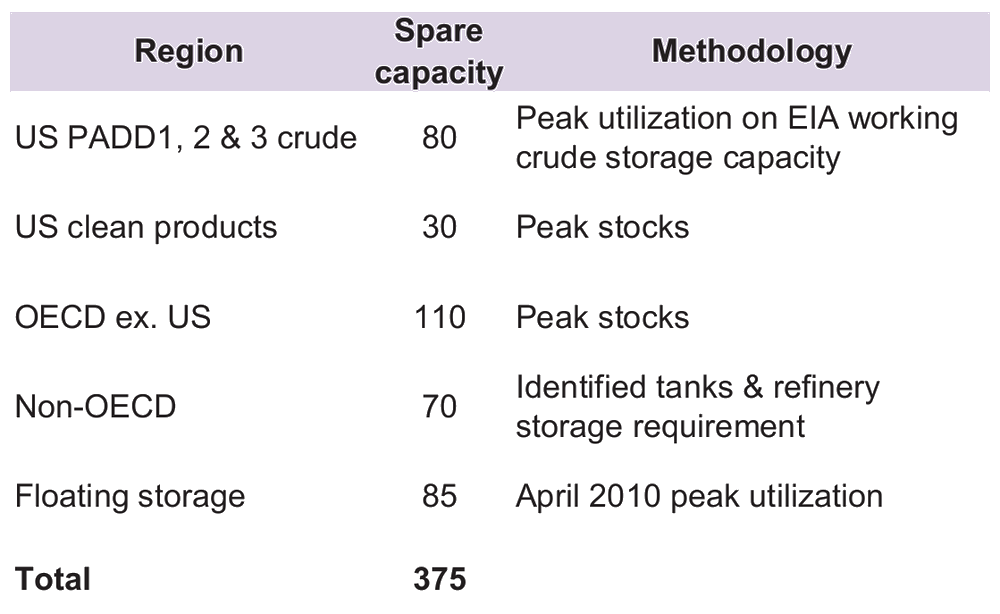 Region Spare capacity Methodology
US PADD1, 2 & 3 crude 80 Peak utilization on EIA working crude storage capacity
US clean products 30 Peak stocks
OECD ex. US 110 Peak stocks
Non-OECD 70 Identified tanks & refinery storage requirement
Floating storage 85 April 2010 peak utilization
Total 375